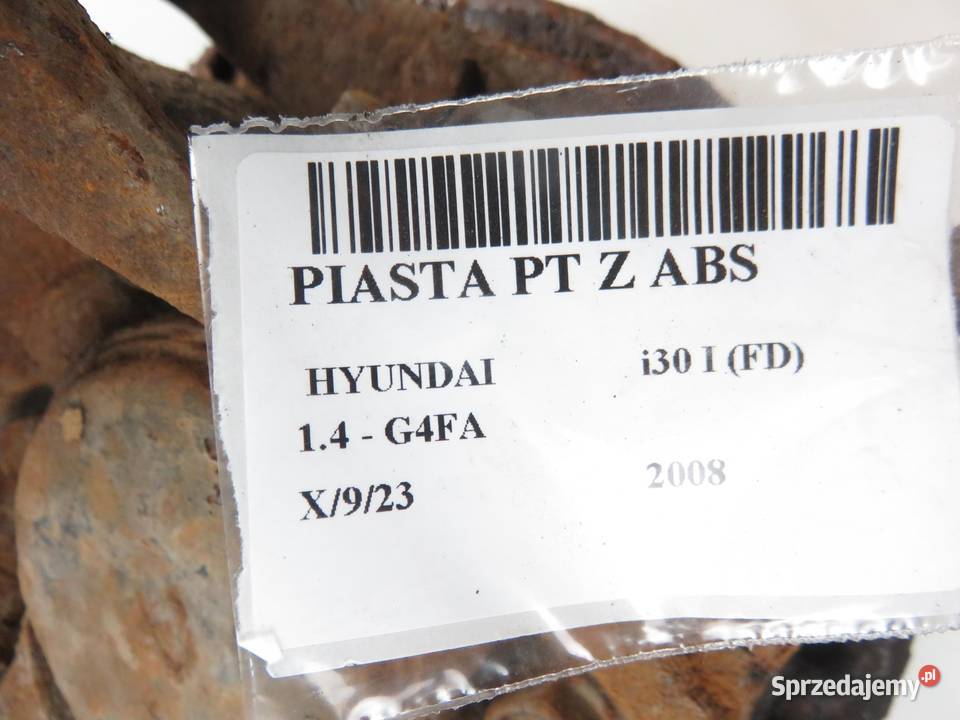 PIASTA PT Z ABS
HYUNDAI i30 I (FD)
1.4 - G4FA
X/9/23 2008
Sprzedajemy.pl